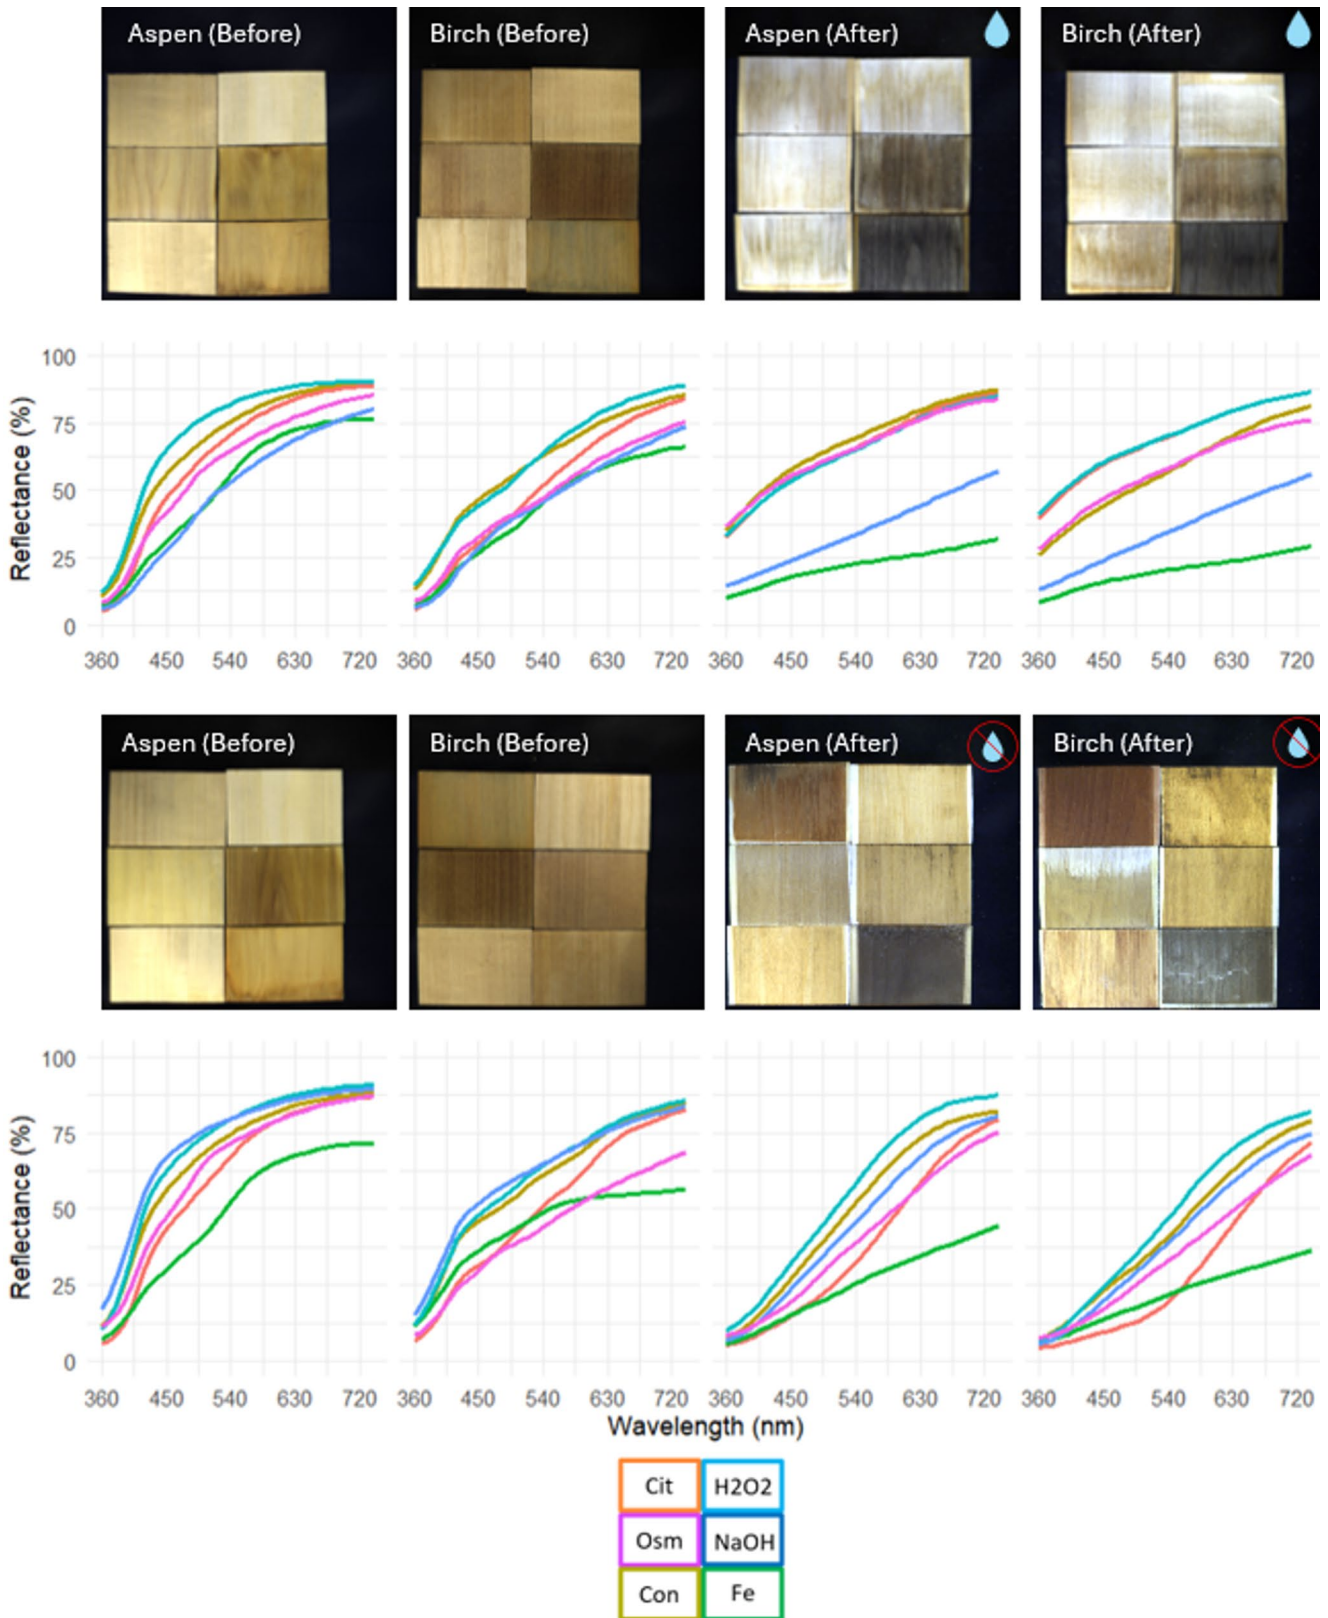 Aspen (Before) Birch (Before) Aspen (After) Birch (After)
Reflectance (%)
100
75
50
25
0
360 450 540 630 720 360 450 540 630 720 360 450 540 630 720 360 450 540 630 720
Aspen (Before) Birch (Before) Aspen (After) Birch (After)
Reflectance (%)
100
75
50
25
0
360 450 540 630 720 360 450 540 630 720 360 450 540 630 720 360 450 540 630 720
Wavelength (nm)
Cit H2O2
Osm NaOH
Con Fe